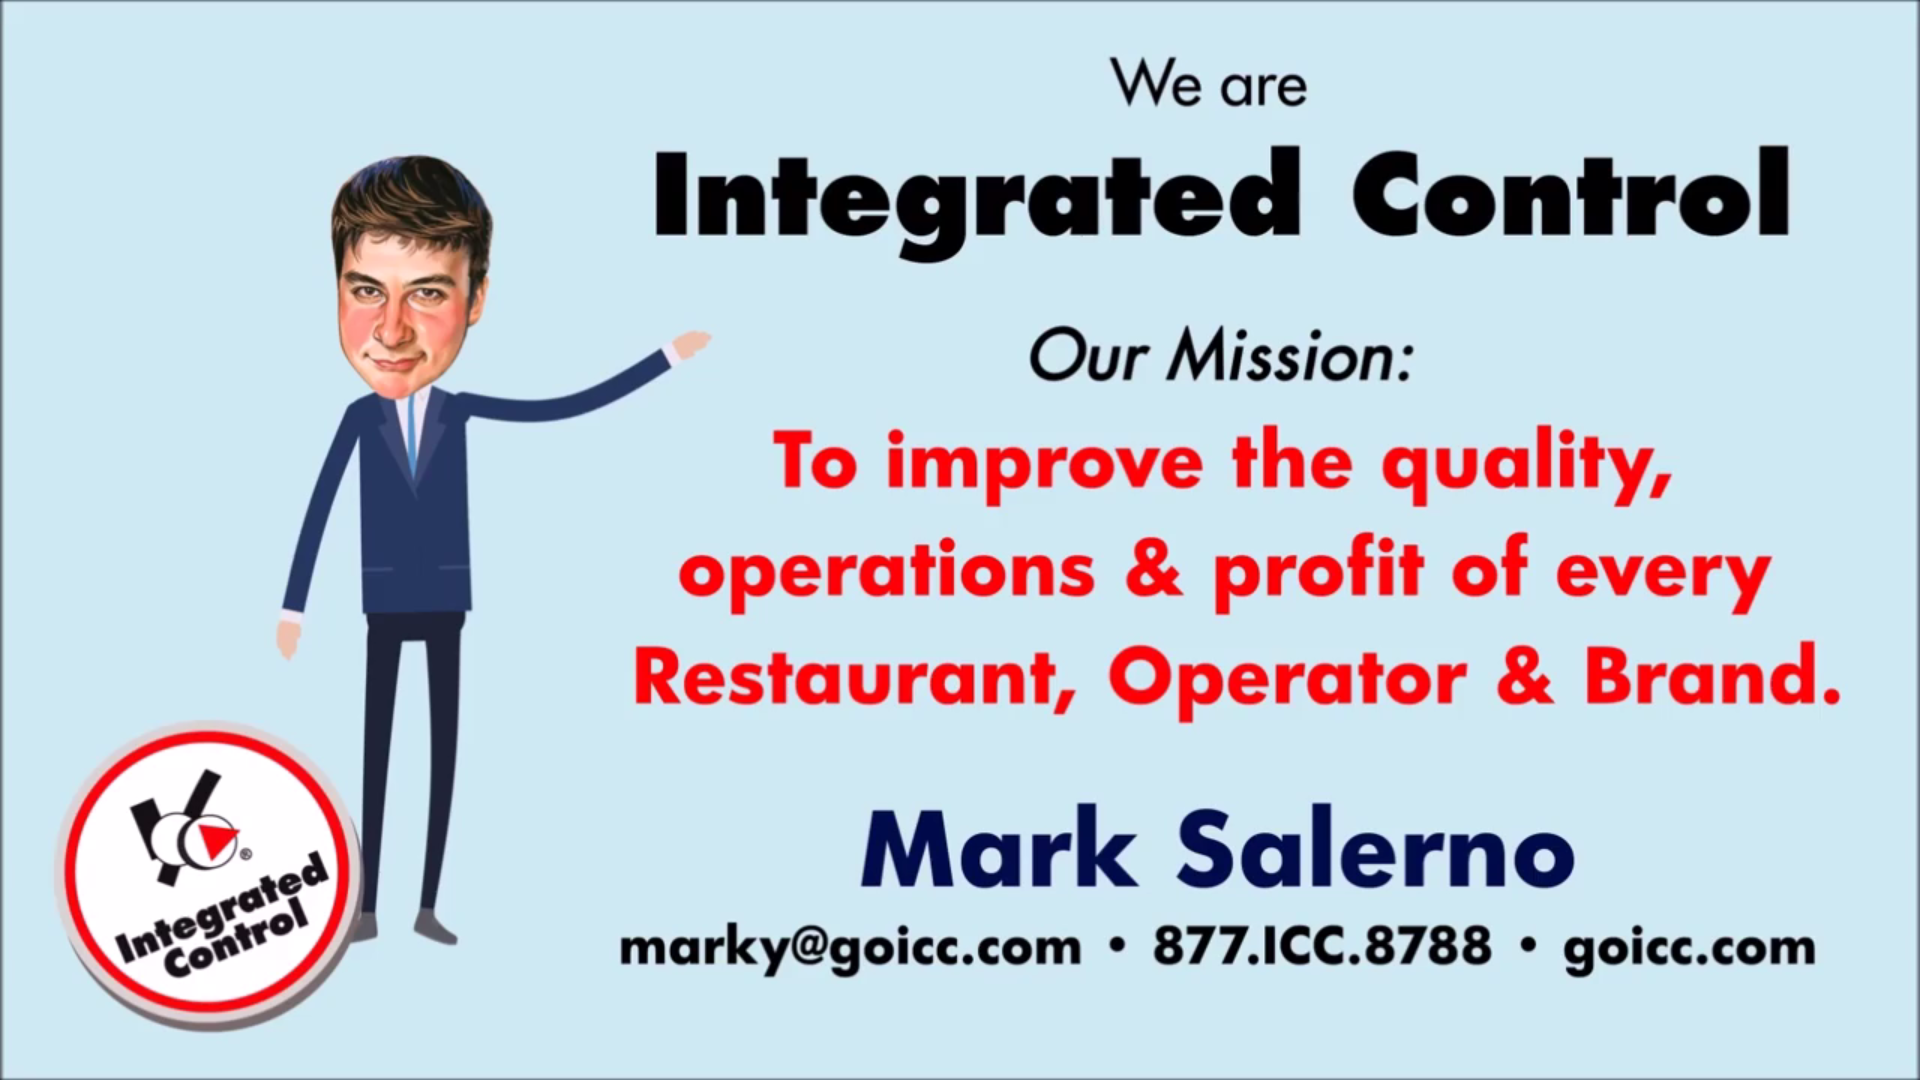 We are
Integrated Control
Our Mission:
To improve the quality,
operations & profit of every
Restaurant, Operator & Brand.
Mark Salerno
marky@goicc.com • 877.ICC.8788 • goicc.com
®
Integrated
Control